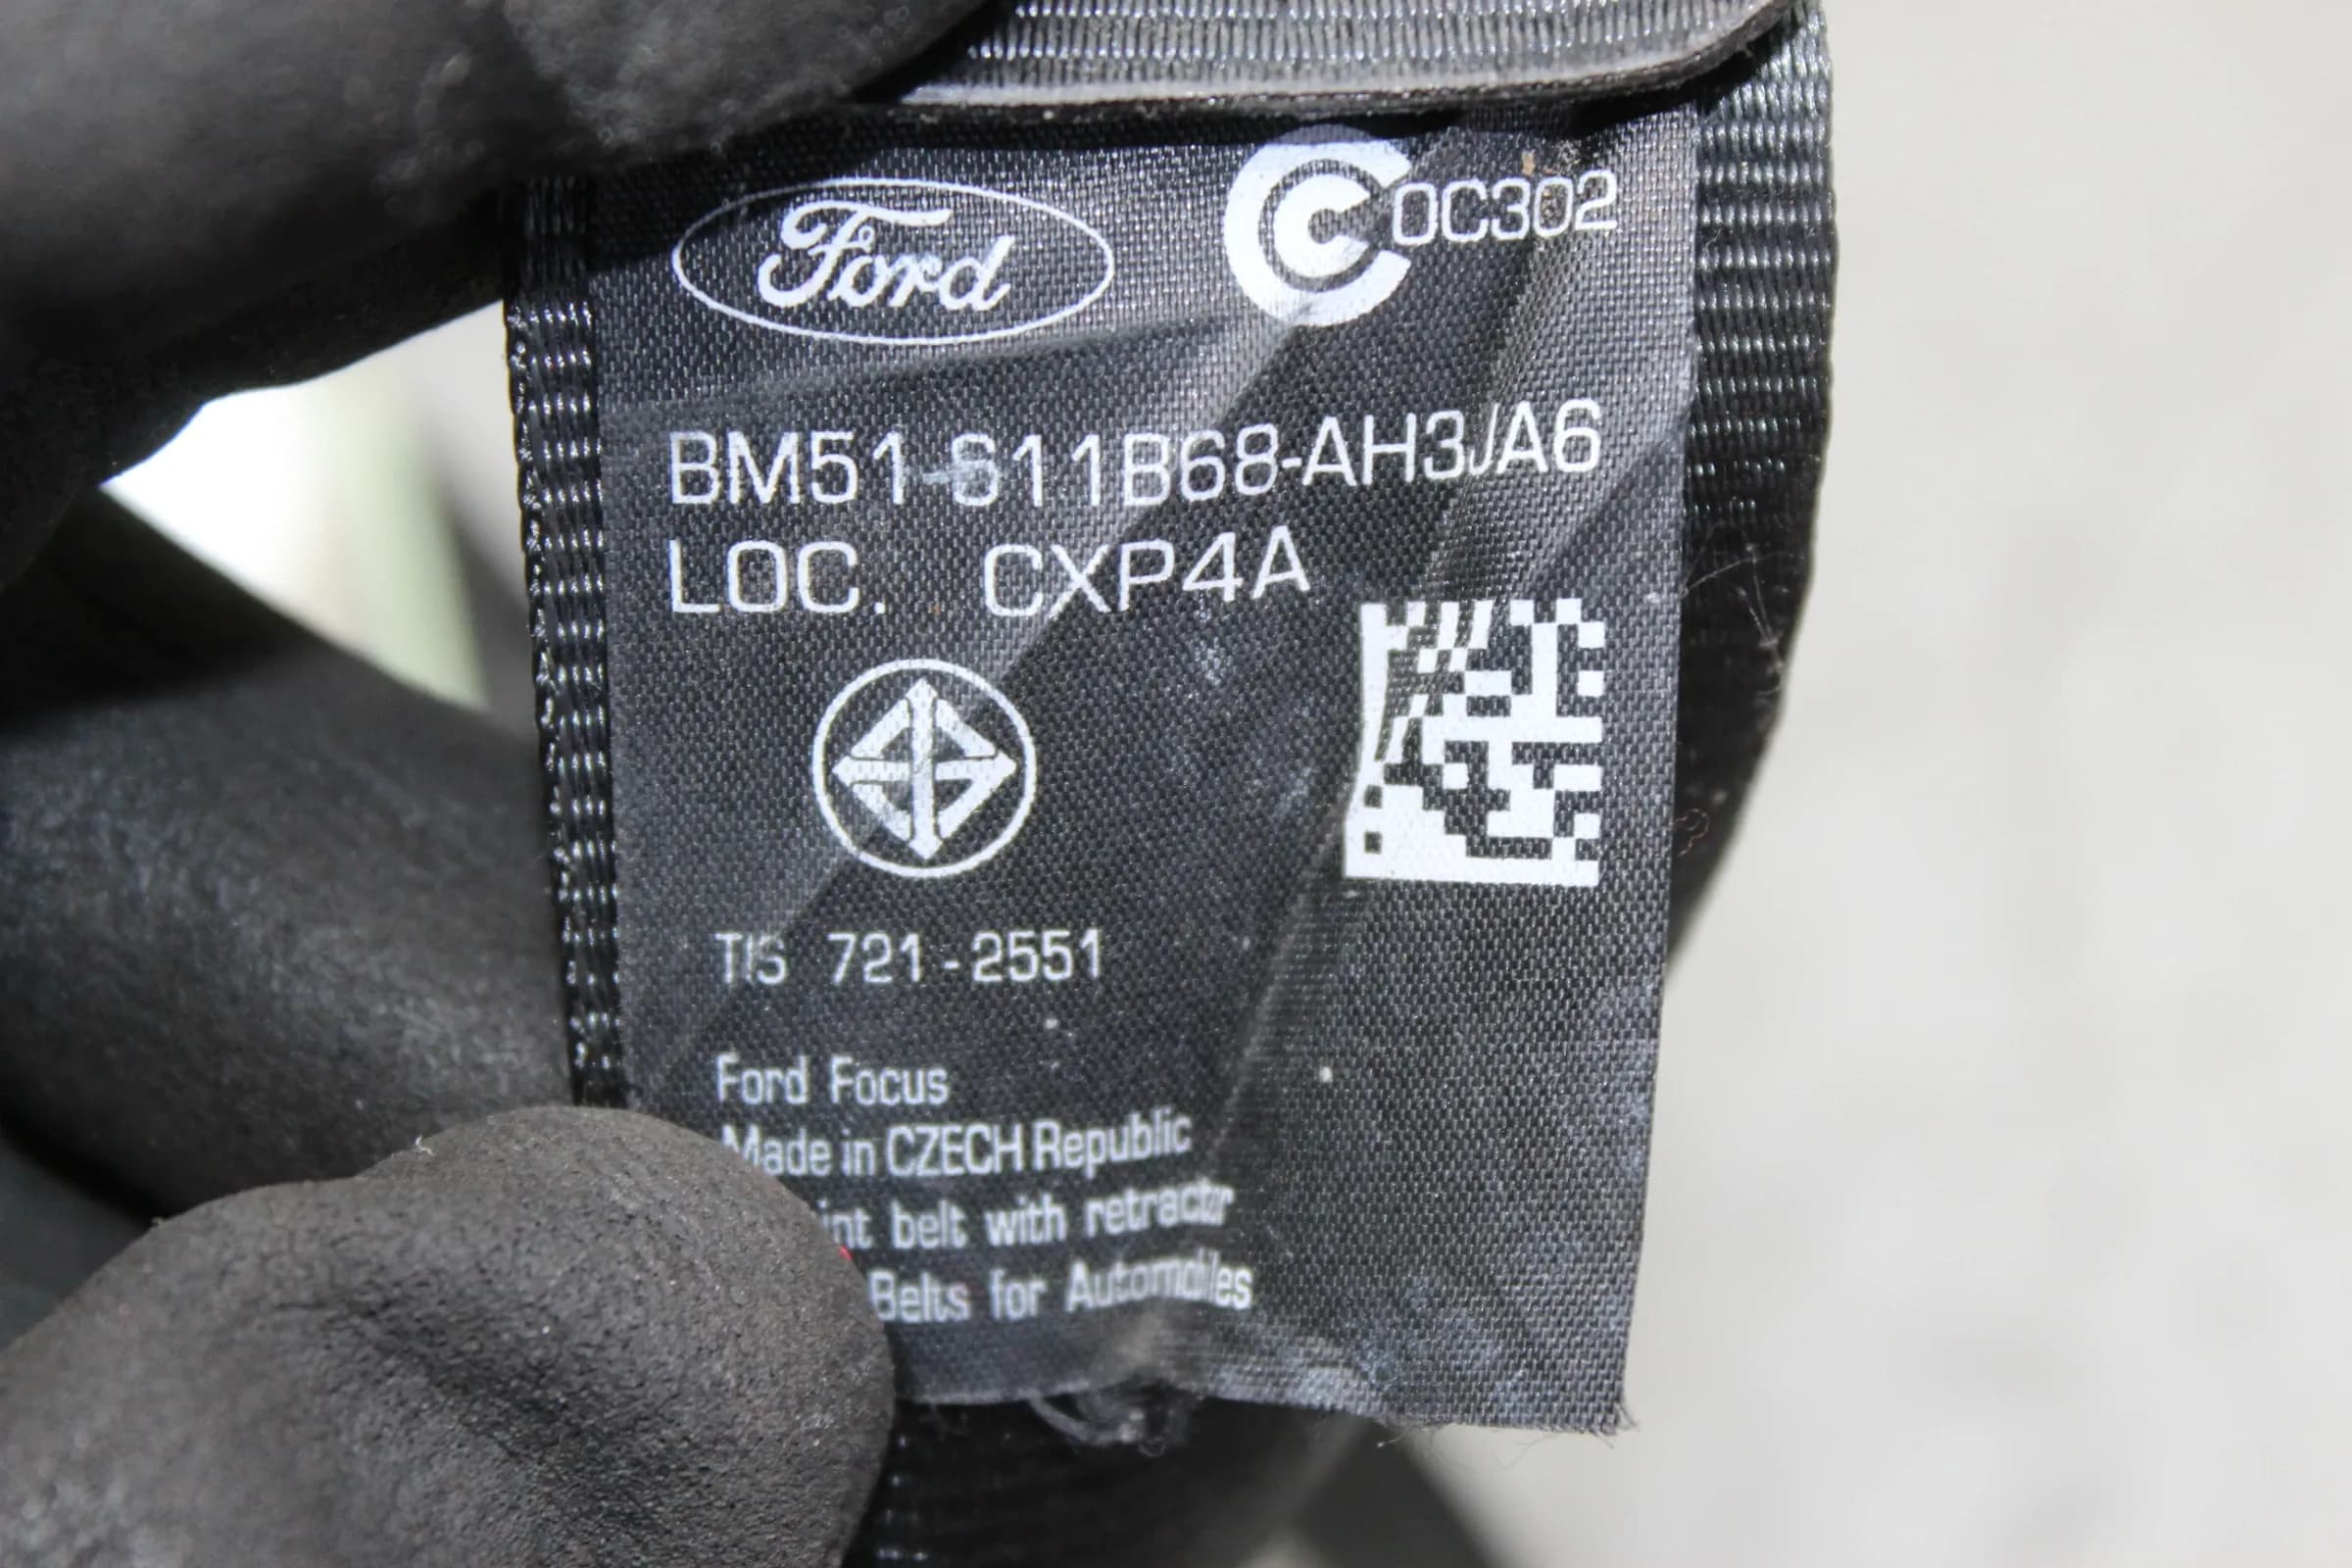 Ford
C 0C302
BM51-611B68-AH3JA6
LOC. CXP4A
TIS 721-2551
Ford Focus
Made in CZECH Republic
belt with retractor
Belts for Automobiles